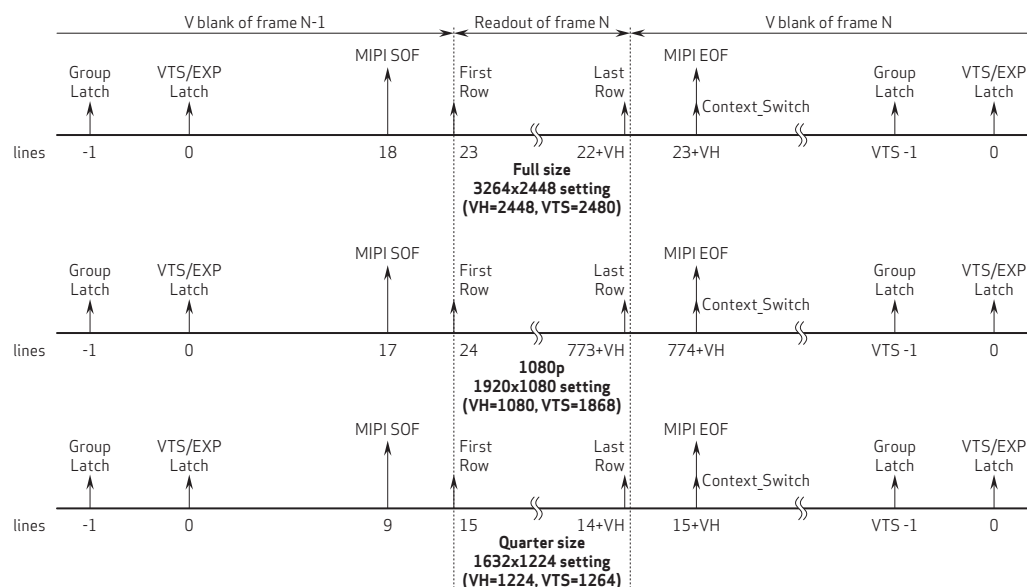 V blank of frame N-1 Readout of frame N V blank of frame N
MIPI SOF MIPI EOF
Group Latch VTS/EXP Latch First Row Last Row Context_Switch Group Latch VTS/EXP Latch
lines -1 0 18 23 22+VH 23+VH VTS -1 0
Full size
3264x2448 setting
(VH=2448, VTS=2480)
MIPI SOF MIPI EOF
Group Latch VTS/EXP Latch First Row Last Row Context_Switch Group Latch VTS/EXP Latch
lines -1 0 17 24 773+VH 774+VH VTS -1 0
1080p
1920x1080 setting
(VH=1080, VTS=1868)
MIPI SOF MIPI EOF
Group Latch VTS/EXP Latch First Row Last Row Context_Switch Group Latch VTS/EXP Latch
lines -1 0 9 15 14+VH 15+VH VTS -1 0
Quarter size
1632x1224 setting
(VH=1224, VTS=1264)